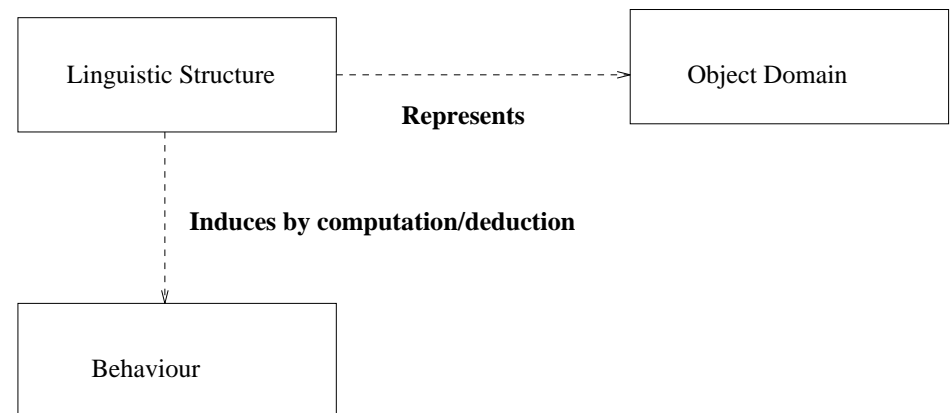 Linguistic Structure
Object Domain
Represents
Induces by computation/deduction
Behaviour